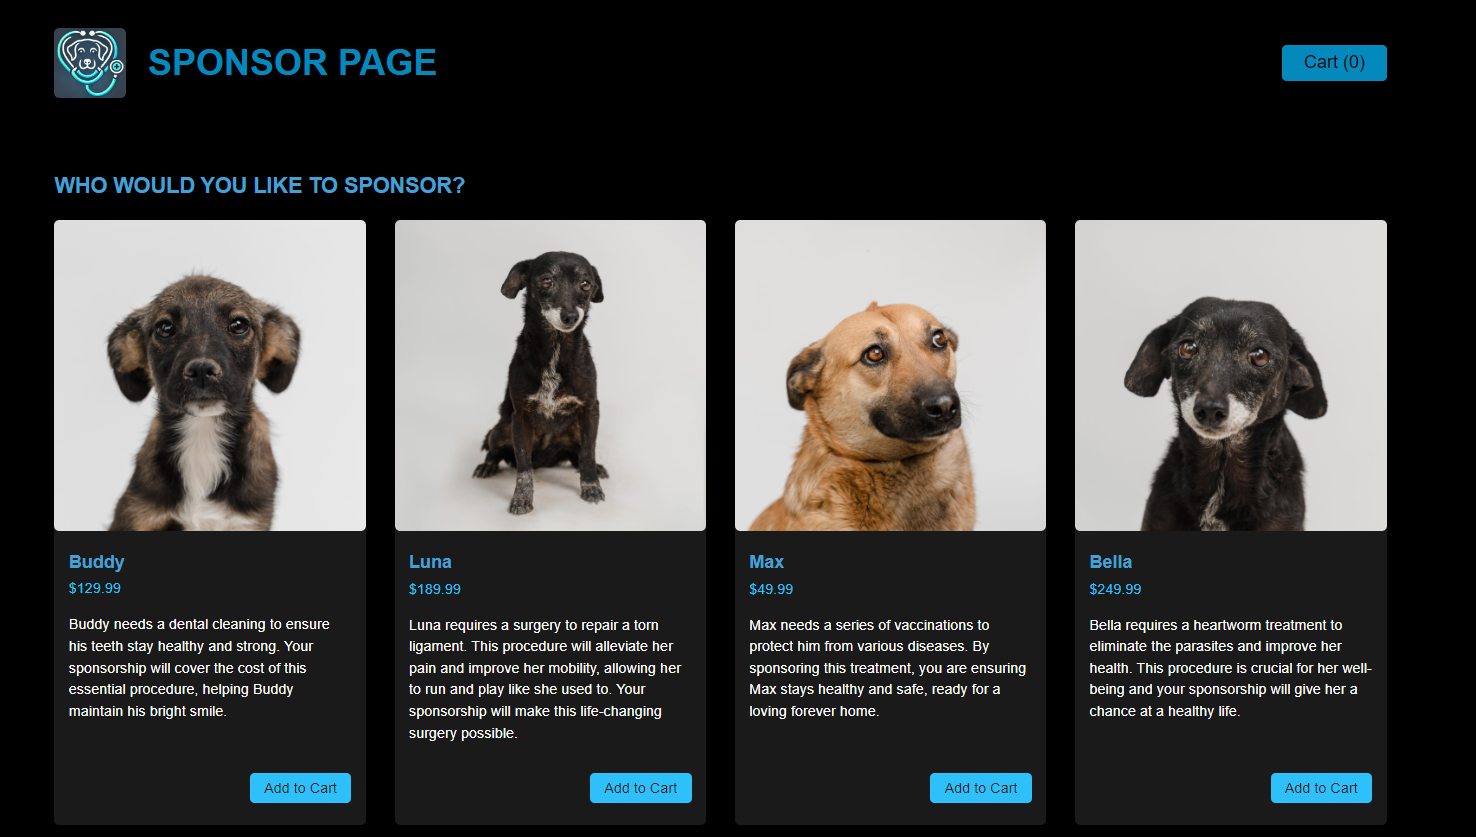 SPONSOR PAGE
Cart (0)
WHO WOULD YOU LIKE TO SPONSOR?
Buddy
$129.99
Buddy needs a dental cleaning to ensure
his teeth stay healthy and strong. Your
sponsorship will cover the cost of this
essential procedure, helping Buddy
maintain his bright smile.
Add to Cart
Luna
$189.99
Luna requires a surgery to repair a torn
ligament. This procedure will alleviate her
pain and improve her mobility, allowing her
to run and play like she used to. Your
sponsorship will make this life-changing
surgery possible.
Add to Cart
Max
$49.99
Max needs a series of vaccinations to
protect him from various diseases. By
sponsoring this treatment, you are ensuring
Max stays healthy and safe, ready for a
loving forever home.
Add to Cart
Bella
$249.99
Bella requires a heartworm treatment to
eliminate the parasites and improve her
health. This procedure is crucial for her well-
being and your sponsorship will give her a
chance at a healthy life.
Add to Cart